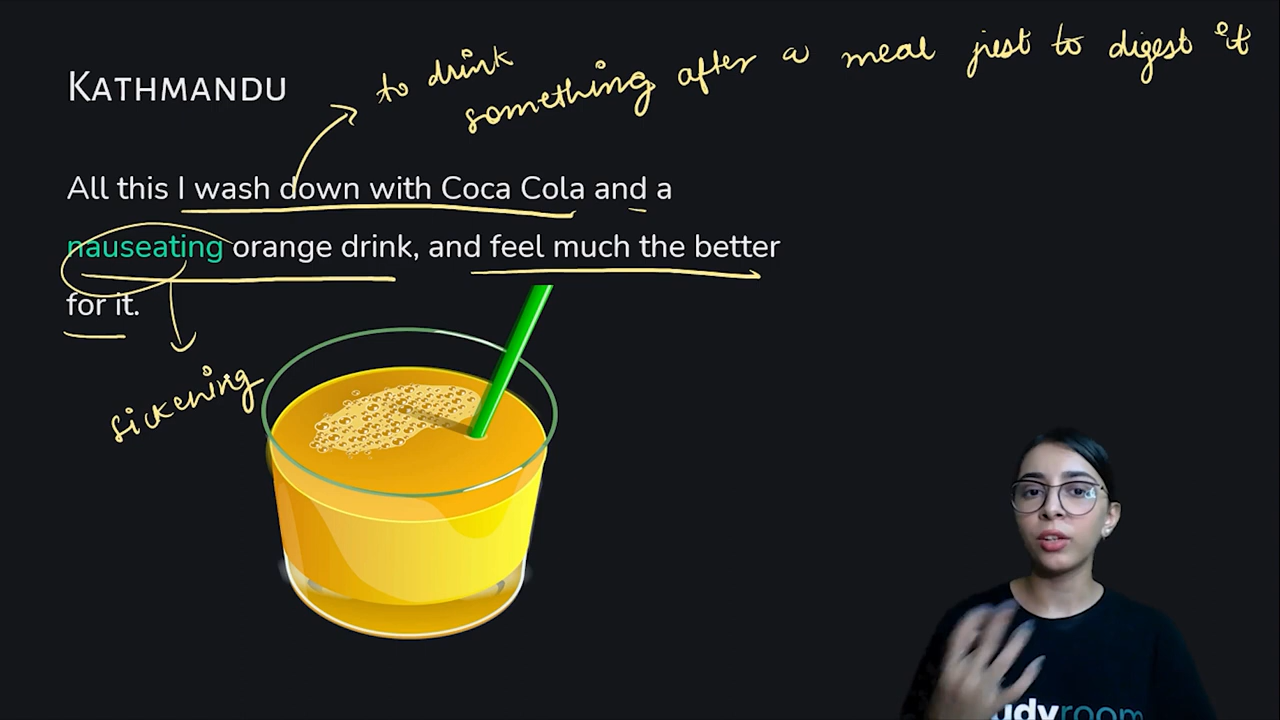 to drink
something after a meal just to digest it
KATHMANDU
All this I wash down with Coca Cola and a
nauseating orange drink, and feel much the better
for it.
sickening
udyroom